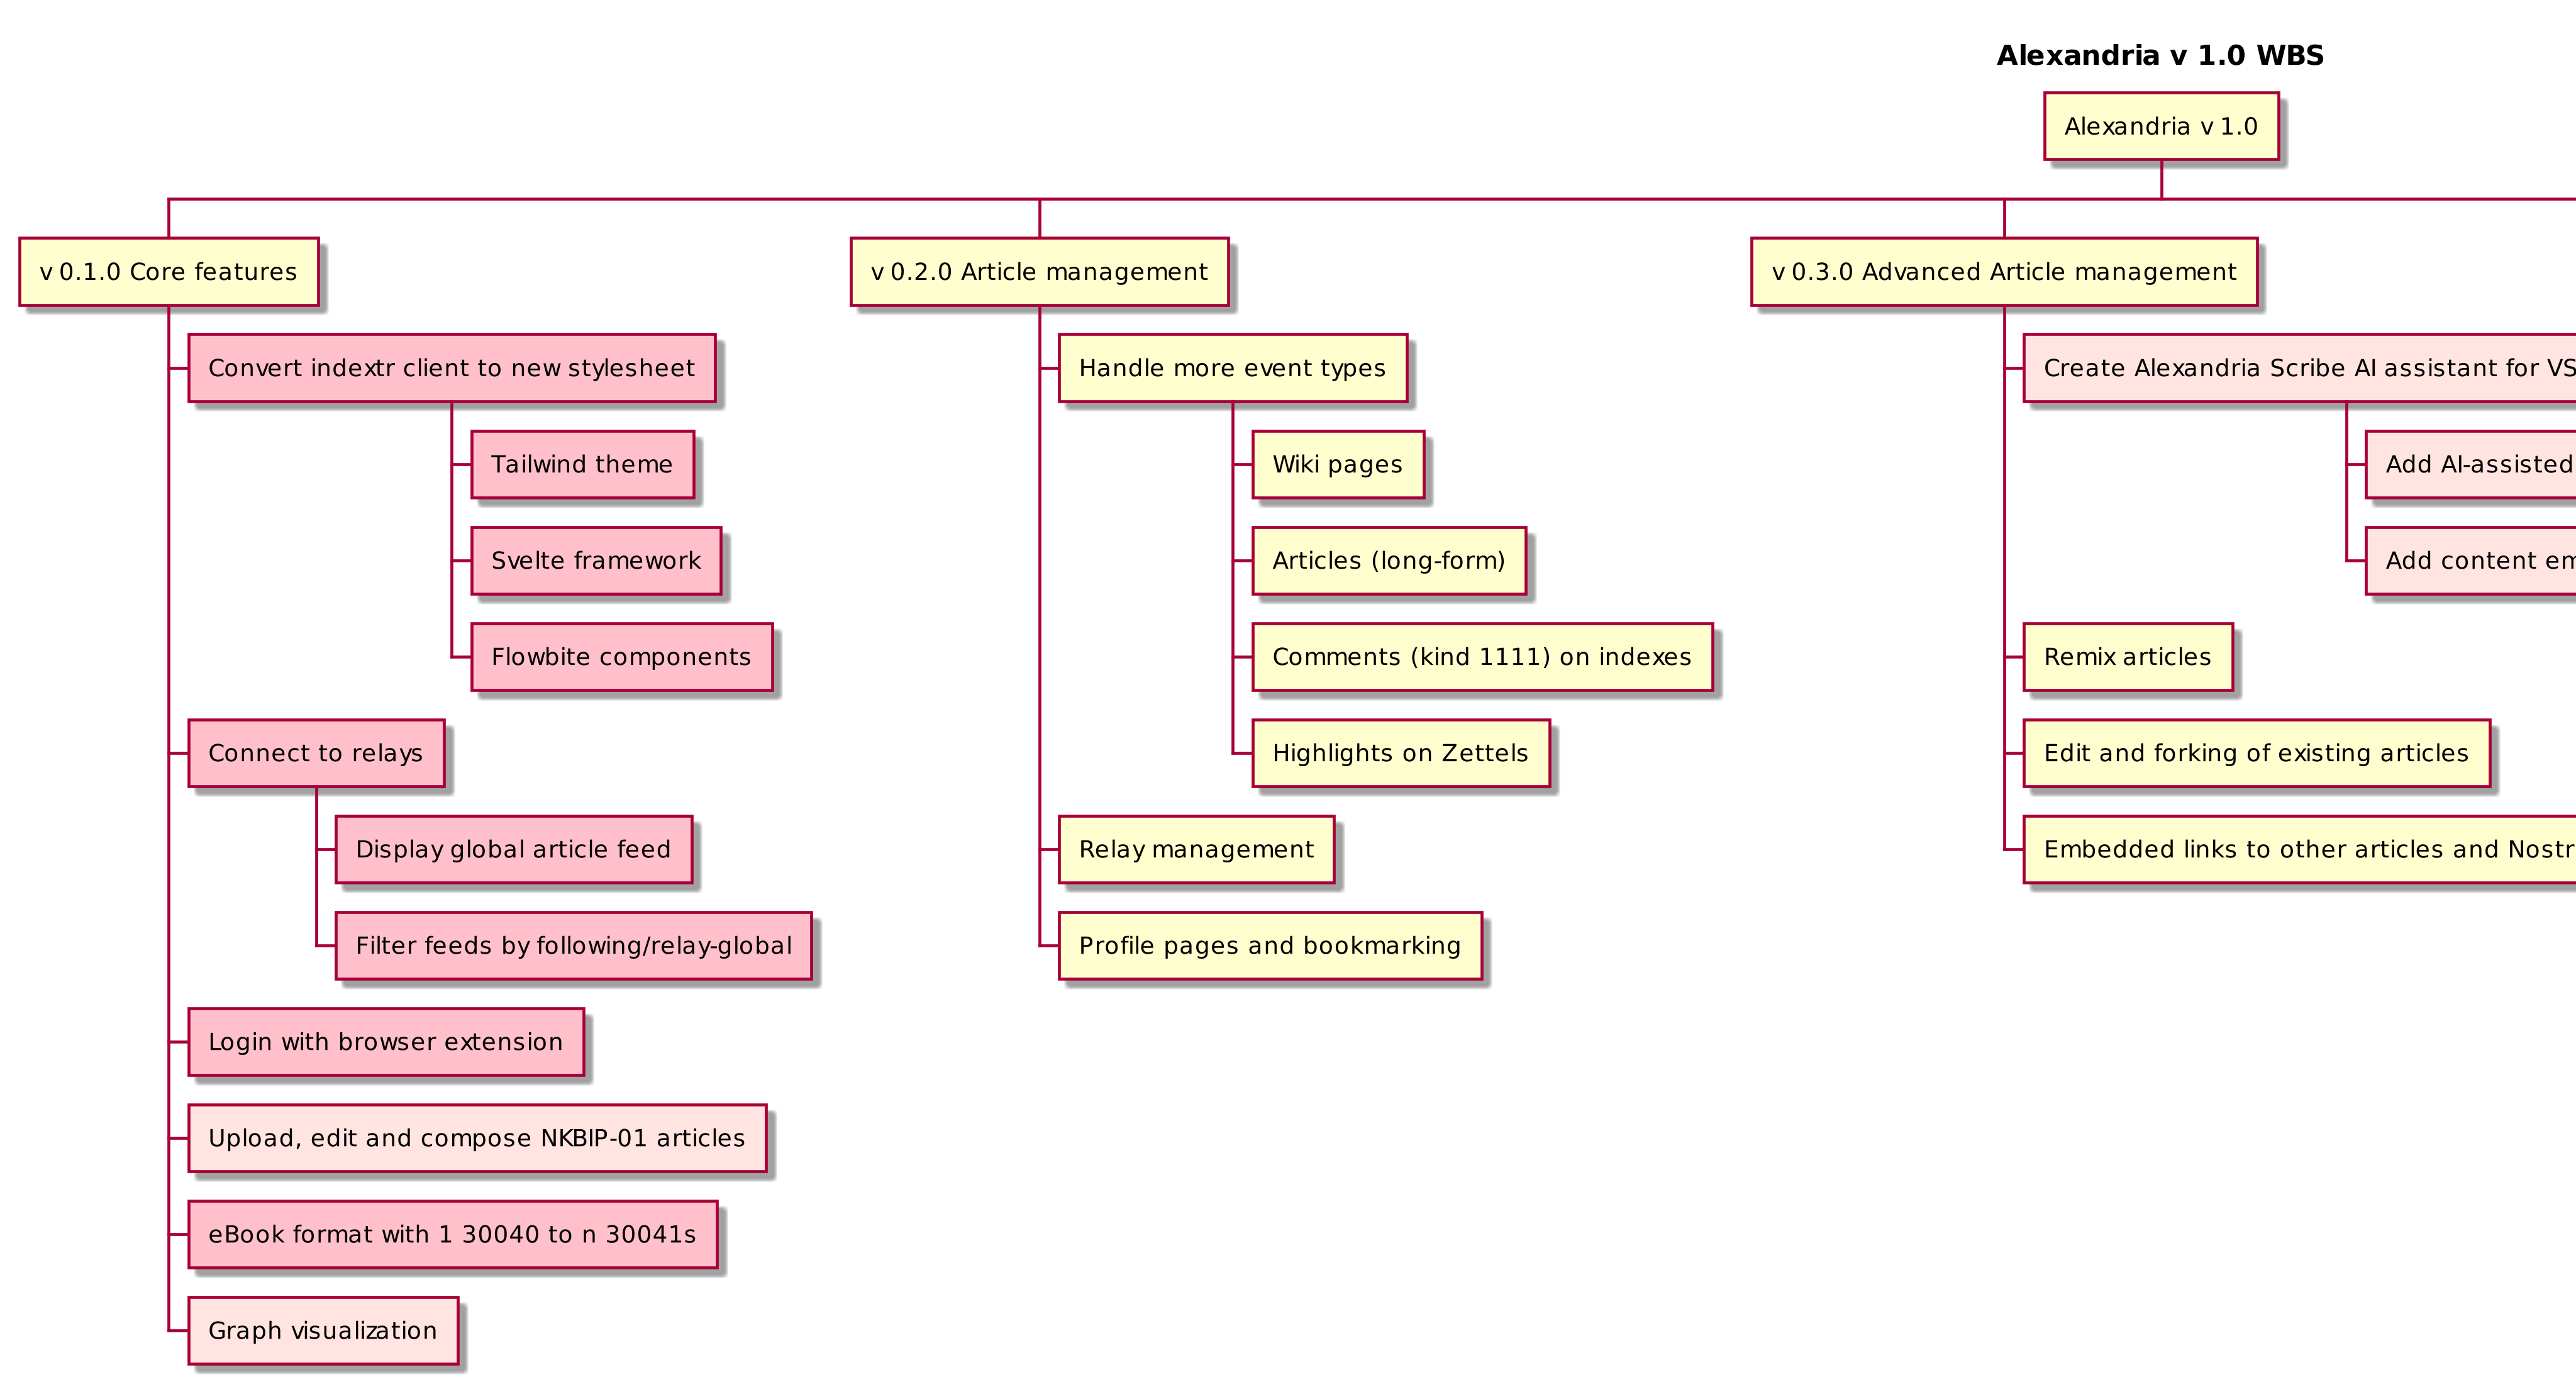 Alexandria v 1.0 WBS
Alexandria v 1.0
v 0.1.0 Core features
Convert indextr client to new stylesheet
Tailwind theme
Svelte framework
Flowbite components
Connect to relays
Display global article feed
Filter feeds by following/relay-global
Login with browser extension
Upload, edit and compose NKBIP-01 articles
eBook format with 1 30040 to n 30041s
Graph visualization
v 0.2.0 Article management
Handle more event types
Wiki pages
Articles (long-form)
Comments (kind 1111) on indexes
Highlights on Zettels
Relay management
Profile pages and bookmarking
v 0.3.0 Advanced Article management
Create Alexandria Scribe AI assistant for VS
Add AI-assisted
Add content em
Remix articles
Edit and forking of existing articles
Embedded links to other articles and Nostr